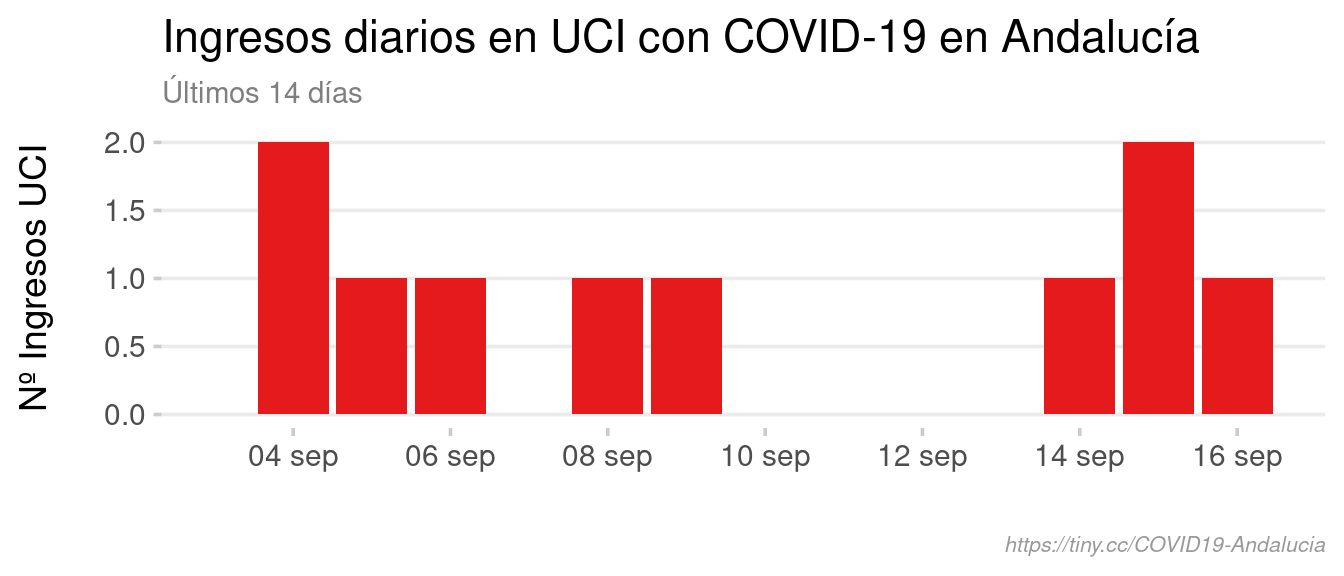 Ingresos diarios en UCI con COVID-19 en Andalucía
Últimos 14 días
Nº Ingresos UCI
2.0
1.5
1.0
0.5
0.0
04 sep 06 sep 08 sep 10 sep 12 sep 14 sep 16 sep
https://tiny.cc/COVID19-Andalucia